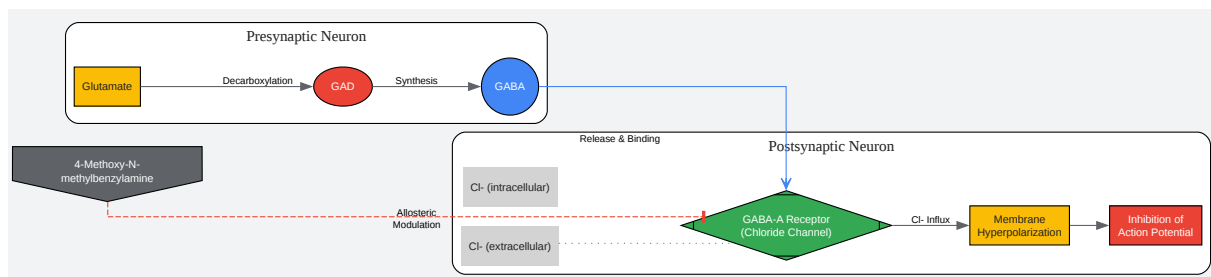 Presynaptic Neuron
Glutamate
Decarboxylation
GAD
Synthesis
GABA
Release & Binding
Postsynaptic Neuron
4-Methoxy-N-
methylbenzylamine
Cl- (intracellular)
Allosteric
Modulation
GABA-A Receptor
(Chloride Channel)
Cl- Influx
Membrane
Hyperpolarization
Inhibition of
Action Potential
Cl- (extracellular)